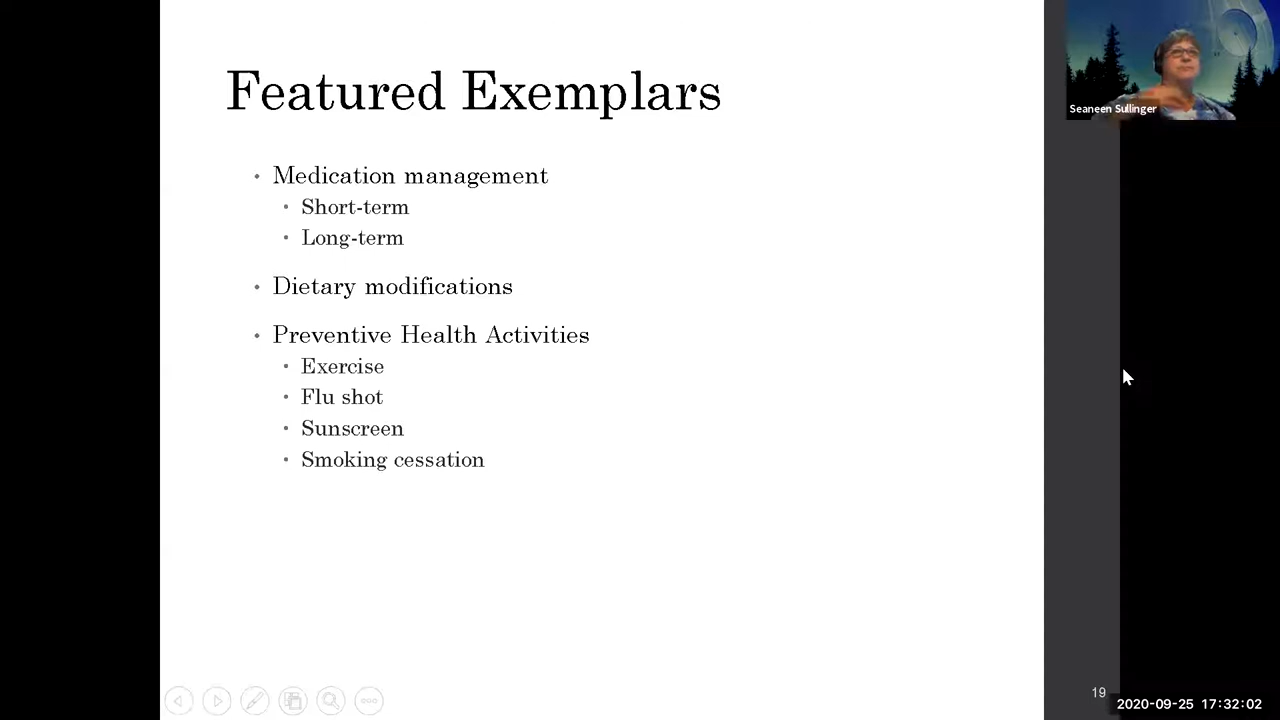 Featured Exemplars
• Medication management
• Short-term
• Long-term
• Dietary modifications
• Preventive Health Activities
• Exercise
• Flu shot
• Sunscreen
• Smoking cessation
Seaneen Sullinger
19
2020-09-25 17:32:02